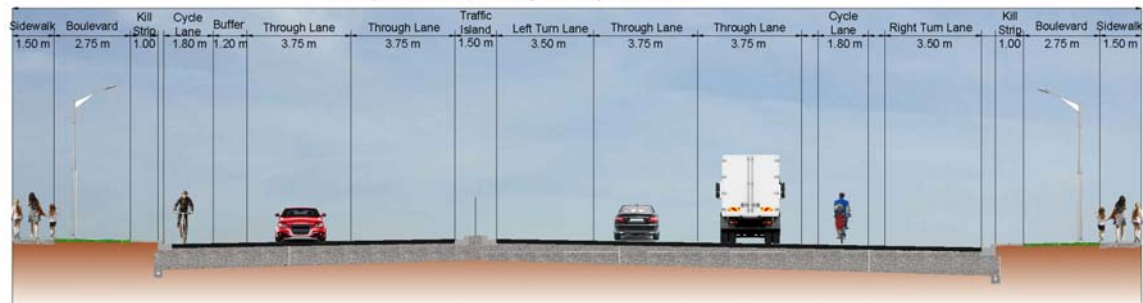 Sidewalk
1.50 m
Boulevard
2.75 m
Kill
Strip
1.00
Cycle
Lane
1.80 m
Buffer
1.20 m
Through Lane
3.75 m
Through Lane
3.75 m
Traffic
Island
1.50 m
Left Turn Lane
3.50 m
Through Lane
3.75 m
Through Lane
3.75 m
Cycle
Lane
1.80 m
Right Turn Lane
3.50 m
Kill
Strip
1.00
Boulevard
2.75 m
Sidewalk
1.50 m